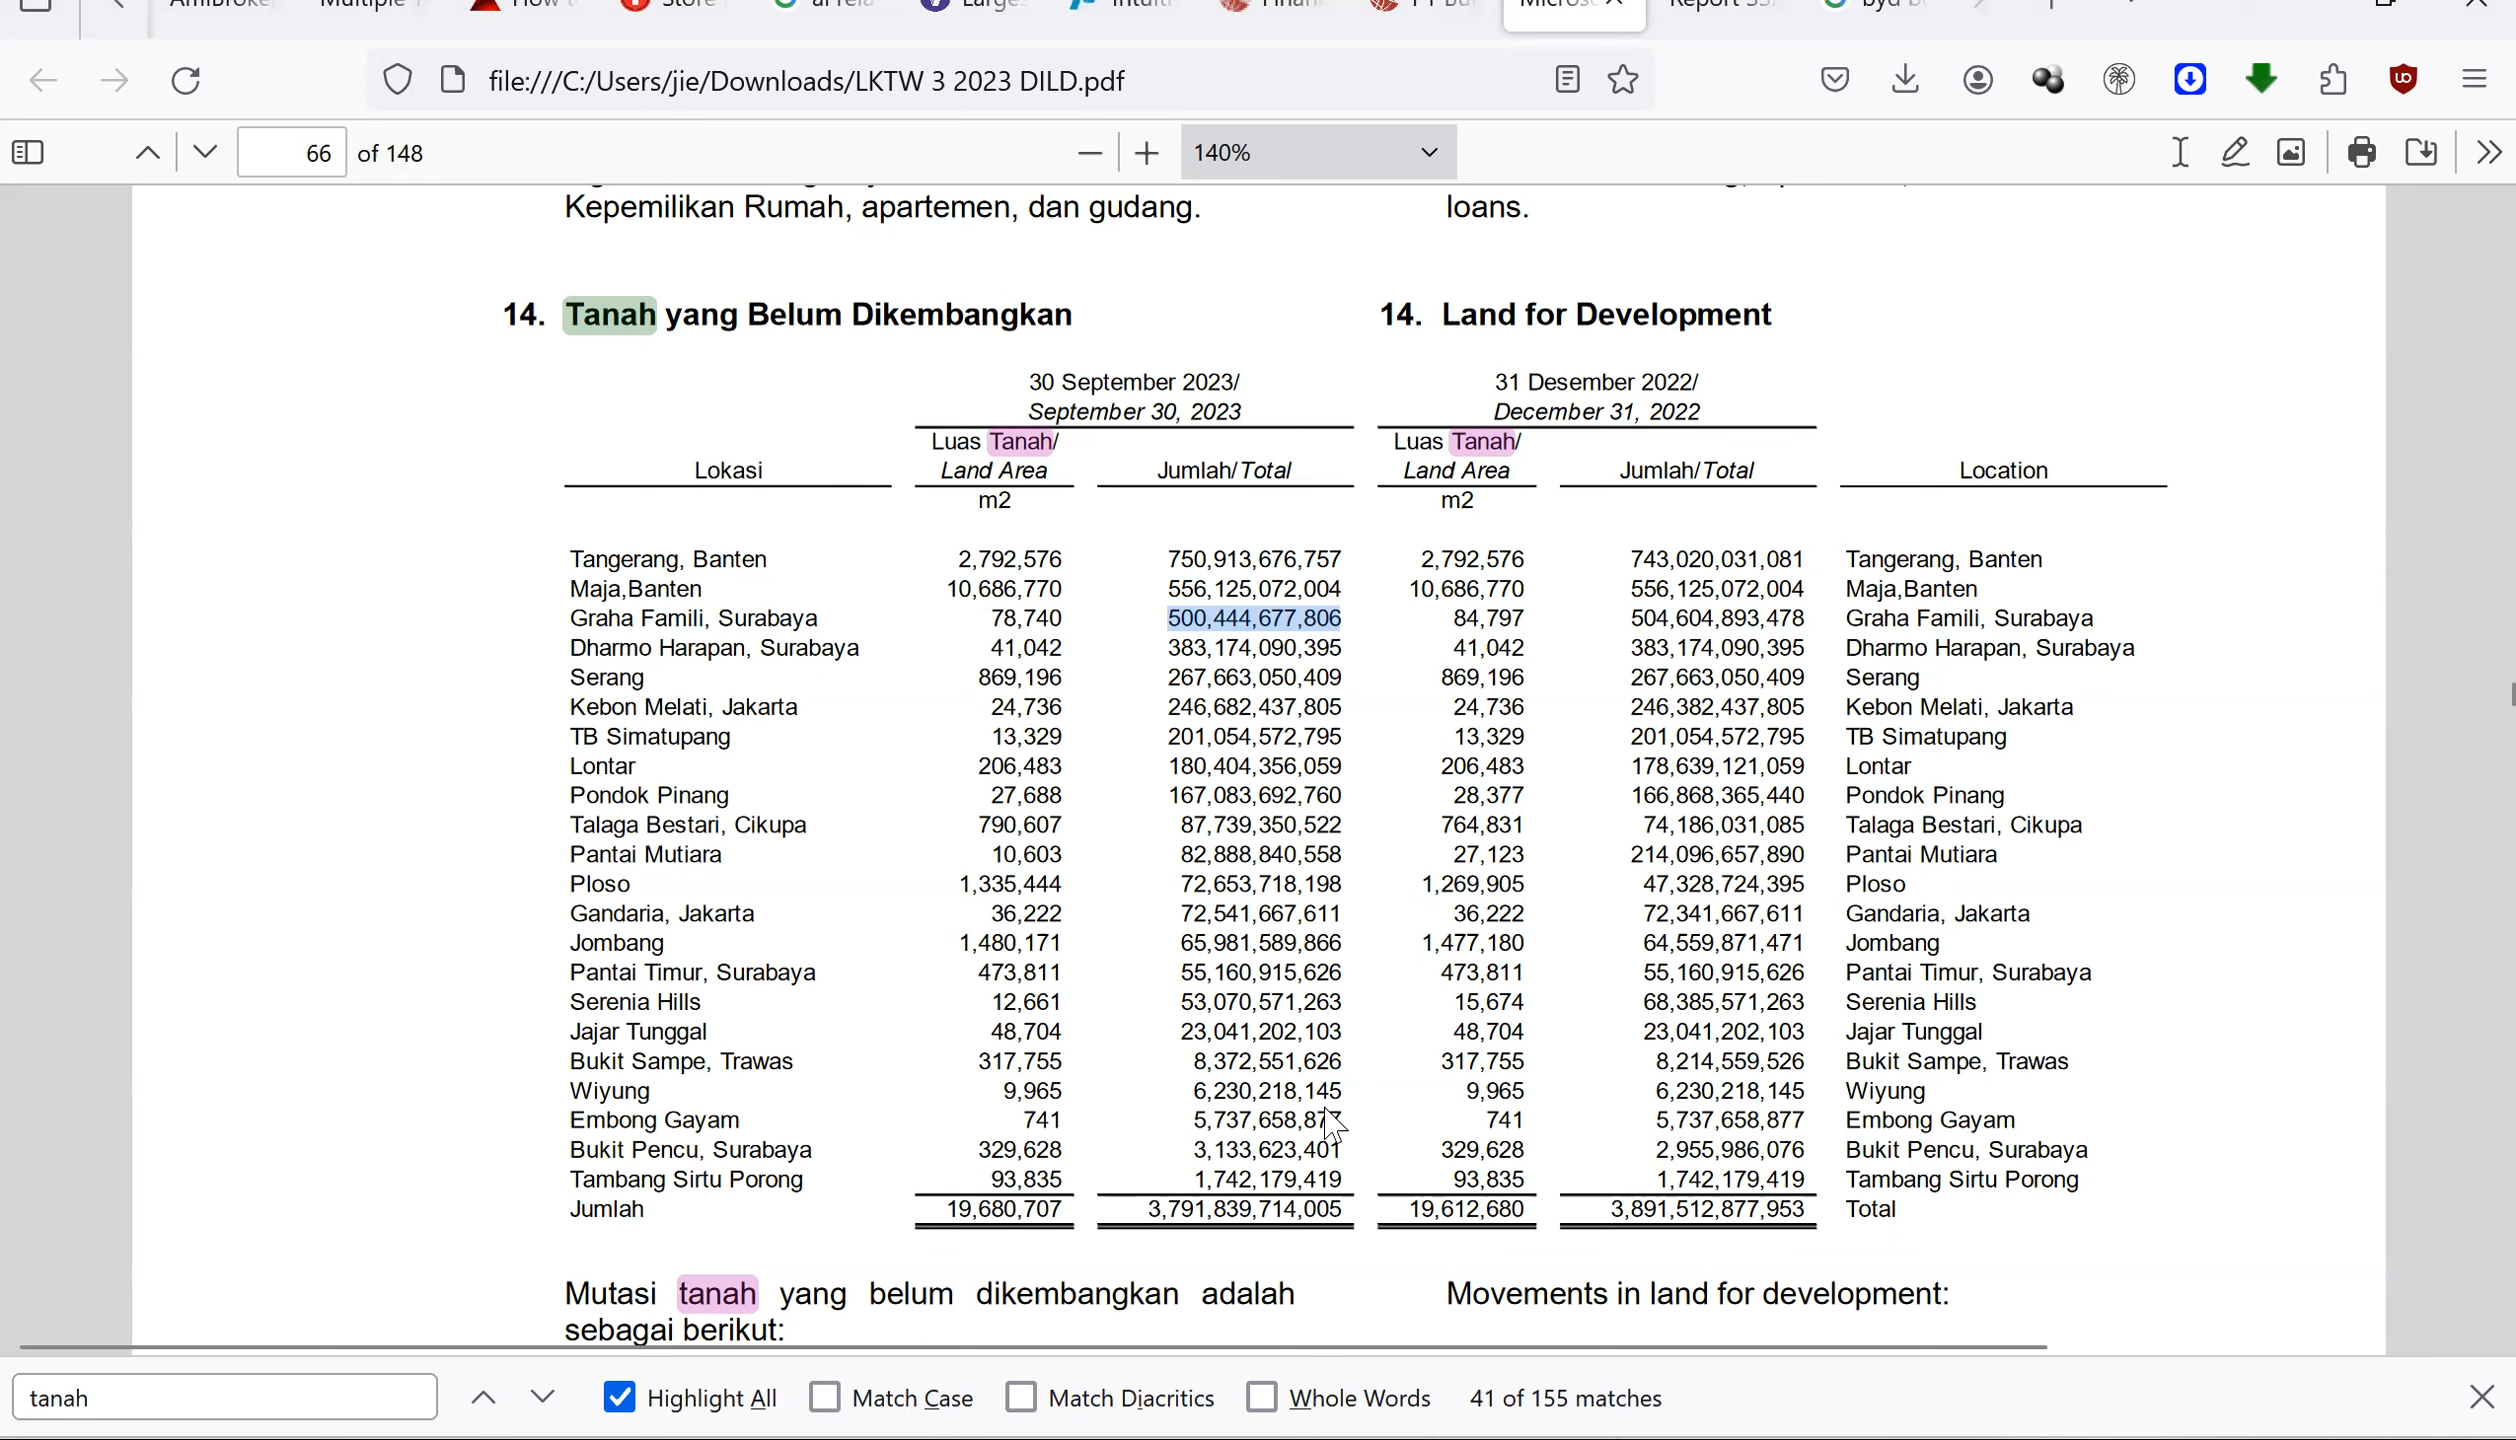 file:///C:/Users/jie/Downloads/LKTW 3 2023 DILD.pdf
66 of 148 140%
Kepemilikan Rumah, apartemen, dan gudang. loans.
14. Tanah yang Belum Dikembangkan 14. Land for Development
30 September 2023/ 31 Desember 2022/
September 30, 2023 December 31, 2022
Luas Tanah/ Luas Tanah/
Lokasi Land Area Jumlah/Total Land Area Jumlah/Total Location
m2 m2
Tangerang, Banten 2,792,576 750,913,676,757 2,792,576 743,020,031,081 Tangerang, Banten
Maja,Banten 10,686,770 556,125,072,004 10,686,770 556,125,072,004 Maja,Banten
Graha Famili, Surabaya 78,740 500,444,677,806 84,797 504,604,893,478 Graha Famili, Surabaya
Dharmo Harapan, Surabaya 41,042 383,174,090,395 41,042 383,174,090,395 Dharmo Harapan, Surabaya
Serang 869,196 267,663,050,409 869,196 267,663,050,409 Serang
Kebon Melati, Jakarta 24,736 246,682,437,805 24,736 246,382,437,805 Kebon Melati, Jakarta
TB Simatupang 13,329 201,054,572,795 13,329 201,054,572,795 TB Simatupang
Lontar 206,483 180,404,356,059 206,483 178,639,121,059 Lontar
Pondok Pinang 27,688 167,083,692,760 28,377 166,868,365,440 Pondok Pinang
Talaga Bestari, Cikupa 790,607 87,739,350,522 764,831 74,186,031,085 Talaga Bestari, Cikupa
Pantai Mutiara 10,603 82,888,840,558 27,123 214,096,657,890 Pantai Mutiara
Ploso 1,335,444 72,653,718,198 1,269,905 47,328,724,395 Ploso
Gandaria, Jakarta 36,222 72,541,667,611 36,222 72,341,667,611 Gandaria, Jakarta
Jombang 1,480,171 65,981,589,866 1,477,180 64,559,871,471 Jombang
Pantai Timur, Surabaya 473,811 55,160,915,626 473,811 55,160,915,626 Pantai Timur, Surabaya
Serenia Hills 12,661 53,070,571,263 15,674 68,385,571,263 Serenia Hills
Jajar Tunggal 48,704 23,041,202,103 48,704 23,041,202,103 Jajar Tunggal
Bukit Sampe, Trawas 317,755 8,372,551,626 317,755 8,214,559,526 Bukit Sampe, Trawas
Wiyung 9,965 6,230,218,145 9,965 6,230,218,145 Wiyung
Embong Gayam 741 5,737,658,877 741 5,737,658,877 Embong Gayam
Bukit Pencu, Surabaya 329,628 3,133,623,401 329,628 2,955,986,076 Bukit Pencu, Surabaya
Tambang Sirtu Porong 93,835 1,742,179,419 93,835 1,742,179,419 Tambang Sirtu Porong
Jumlah 19,680,707 3,791,839,714,005 19,612,680 3,891,512,877,953 Total
Mutasi tanah yang belum dikembangkan adalah Movements in land for development:
sebagai berikut:
tanah Highlight All Match Case Match Diacritics Whole Words 41 of 155 matches